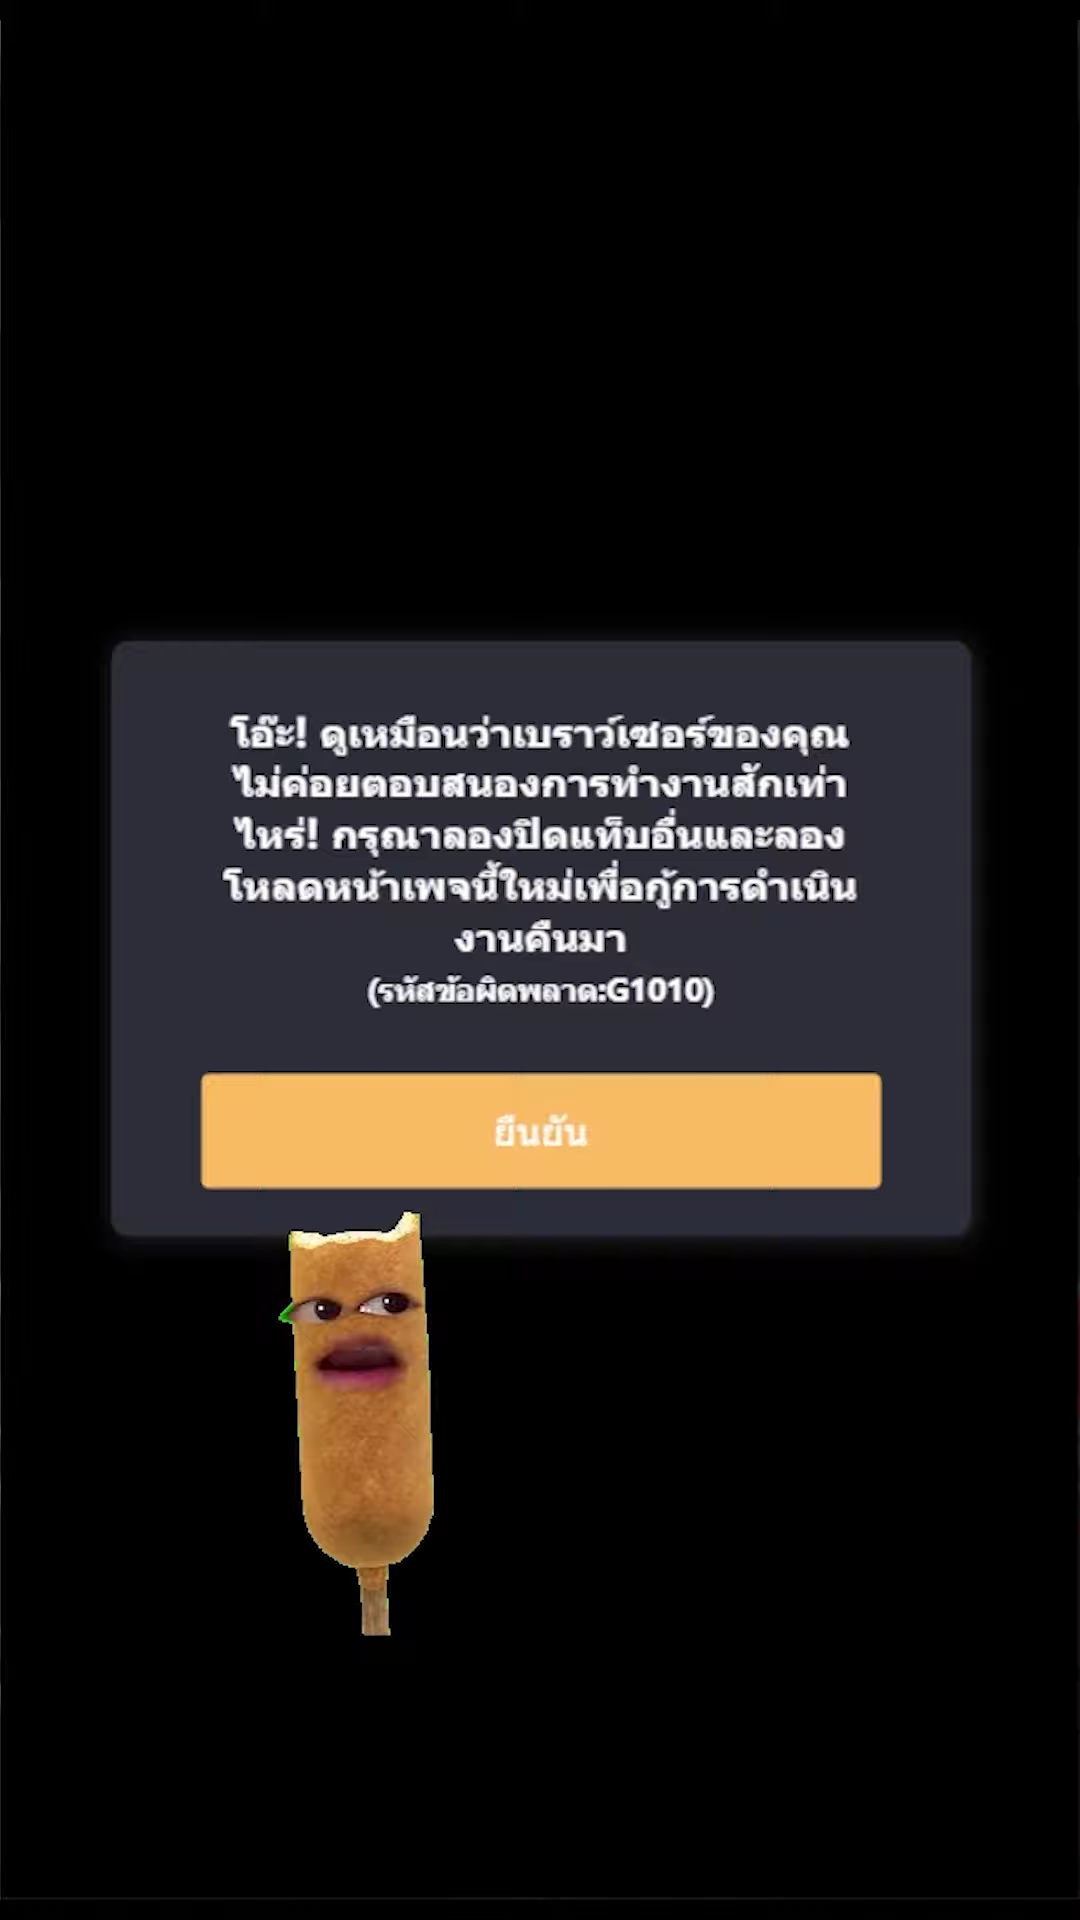 โอ๊ะ! ดูเหมือนว่าเบราว์เซอร์ของคุณ
ไม่ค่อยตอบสนองการทำงานสักเท่า
ไหร่! กรุณาลองปิดแท็บอื่นและลอง
โหลดหน้าเพจนี้ใหม่เพื่อกู้การดำเนิน
งานคืนมา
(รหัสข้อผิดพลาด:G1010)
ยืนยัน